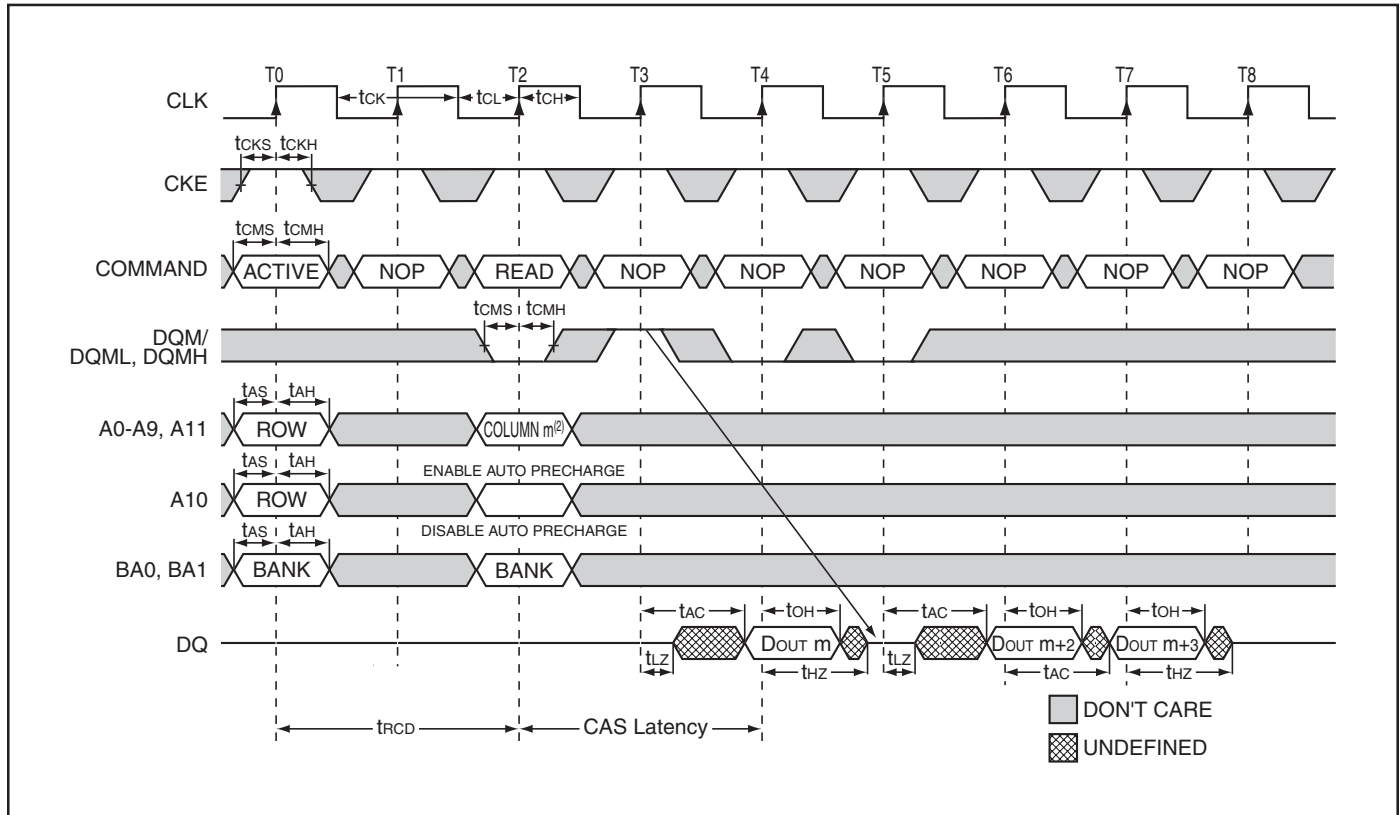 T0 T1 T2 T3 T4 T5 T6 T7 T8
CLK tCK tCL tCH
tCKS tCKH
CKE
tCMS tCMH
COMMAND ACTIVE NOP READ NOP NOP NOP NOP NOP NOP
tCMS tCMH
DQM/
DQML, DQMH
tAS tAH
A0-A9, A11 ROW COLUMN m(2)
tAS tAH ENABLE AUTO PRECHARGE
A10 ROW
tAS tAH DISABLE AUTO PRECHARGE
BA0, BA1 BANK BANK
tAC tOH tAC tOH tOH
DQ DOUT m DOUT m+2 DOUT m+3
tLZ tHZ tLZ tAC tHZ
DON'T CARE
tRCD CAS Latency
UNDEFINED